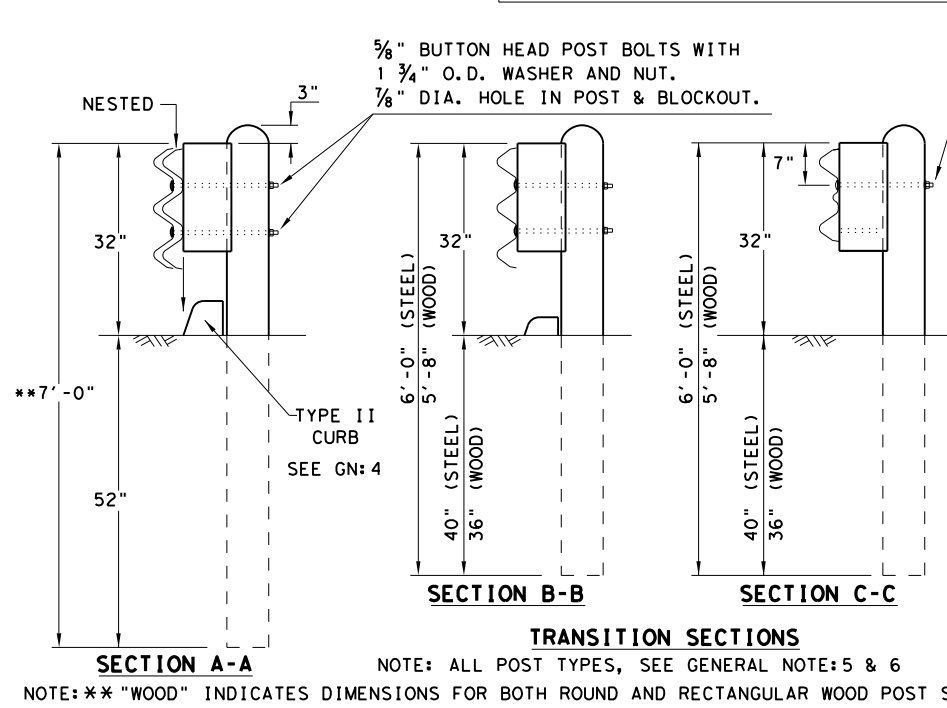 ⅝" BUTTON HEAD POST BOLTS WITH
1 ¾" O.D. WASHER AND NUT.
⅞" DIA. HOLE IN POST & BLOCKOUT.
NESTED
3"
32"
**7'-0"
52"
TYPE II
CURB
SEE GN:4
SECTION A-A
32"
6'-0" (STEEL)
5'-8" (WOOD)
40" (STEEL)
36" (WOOD)
SECTION B-B
7"
32"
6'-0" (STEEL)
5'-8" (WOOD)
40" (STEEL)
36" (WOOD)
SECTION C-C
TRANSITION SECTIONS
NOTE: ALL POST TYPES, SEE GENERAL NOTE:5 & 6
NOTE:** "WOOD" INDICATES DIMENSIONS FOR BOTH ROUND AND RECTANGULAR WOOD POST